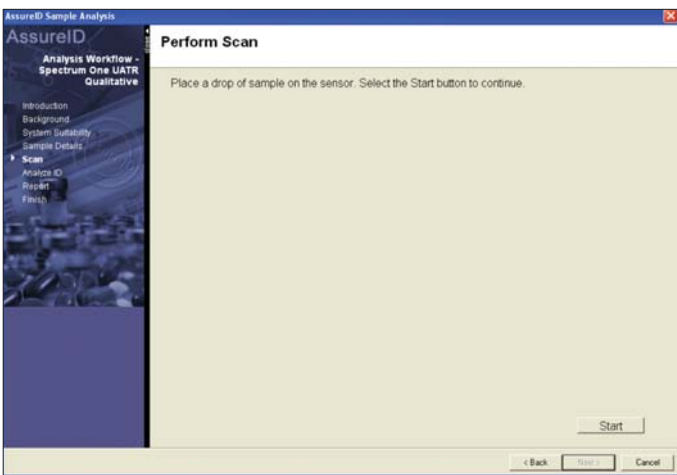 AssureID Sample Analysis
AssureID
Analysis Workflow -
Spectrum One UATR
Qualitative
Introduction
Background
System Suitability
Sample Details
Scan
Analyze ID
Report
Finish
Perform Scan
Place a drop of sample on the sensor. Select the Start button to continue.
Start
< Back
Next >
Cancel